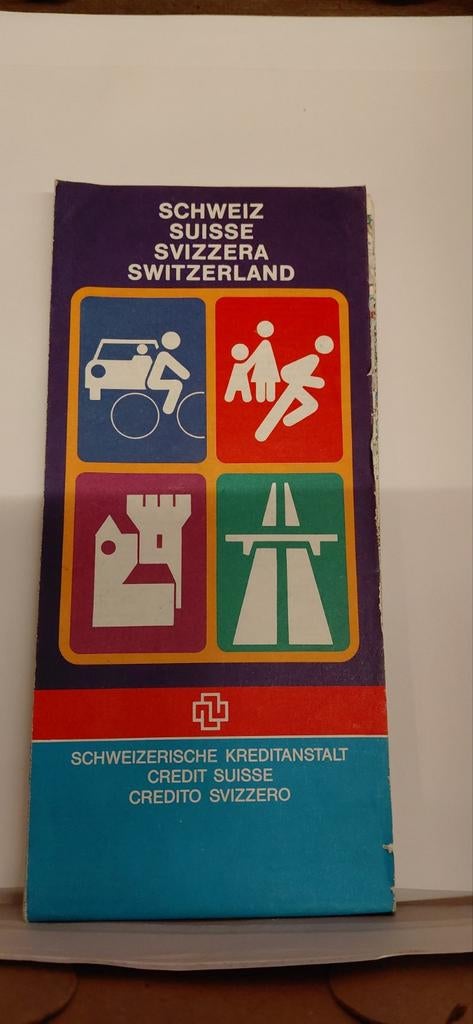 SCHWEIZ
SUISSE
SVIZZERA
SWITZERLAND
SCHWEIZERISCHE KREDITANSTALT
CREDIT SUISSE
CREDITO SVIZZERO